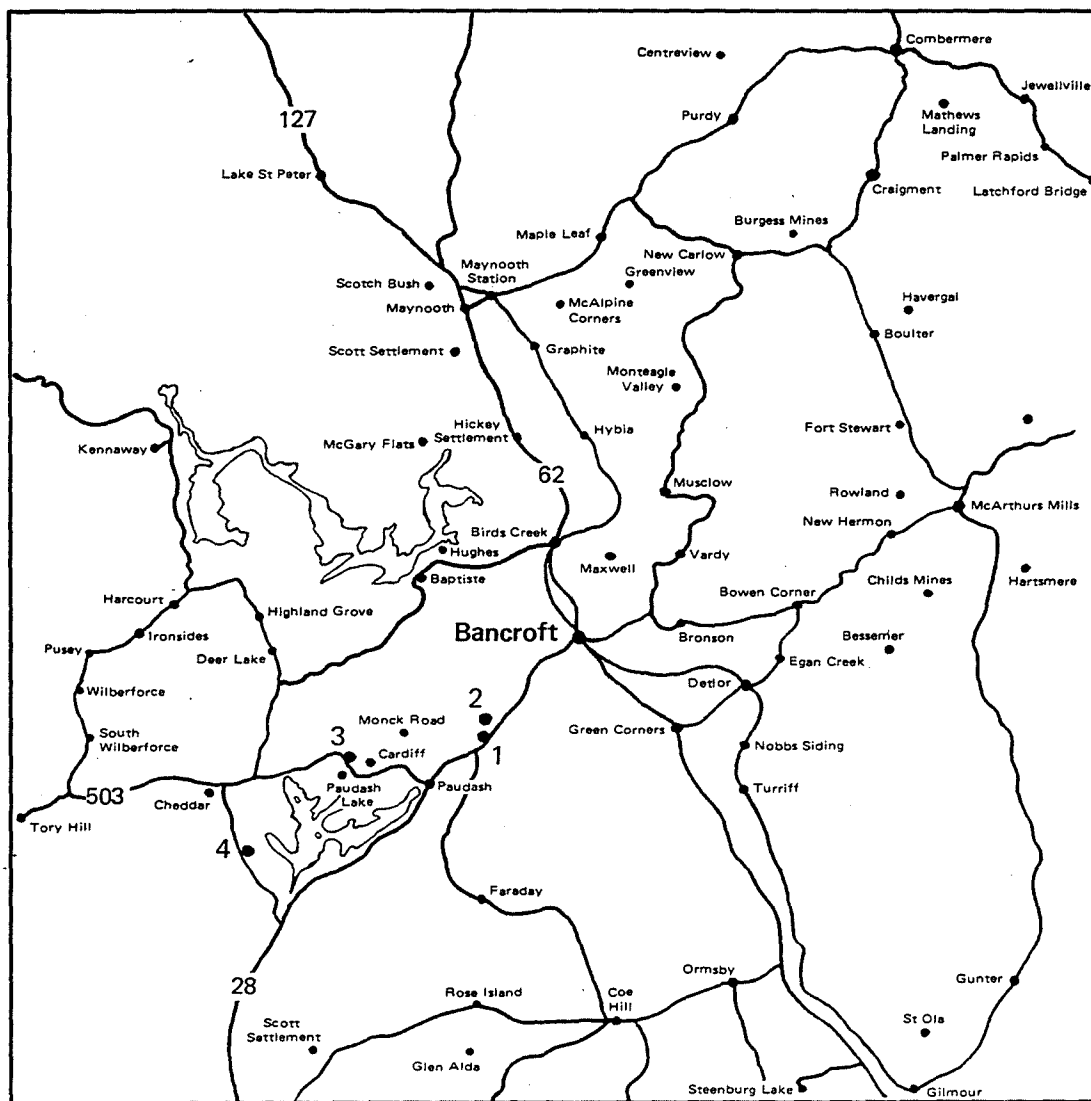 Combermere
Centreview
Jewellville
Mathews
Landing
127
Purdy
Palmer Rapids
Lake St Peter
Craigment
Latchford Bridge
Burgess Mines
Maple Leaf
New Carlow
Maynooth
Station
Greenview
Scotch Bush
McAlpine
Corners
Havergal
Maynooth
Boulter
Scott Settlement
Graphite
Monteagle
Valley
Hickey
Settlement
Hybia
Fort Stewart
McGary Flats
Kennaway
62
Musclow
Rowland
McArthurs Mills
New Hermon
Birds Creek
Hughes
Maxwell
Vardy
Baptiste
Hartsmere
Childs Mines
Bowen Corner
Harcourt
Highland Grove
Bancroft
Bronson
Ironsides
Bessemer
Pusey
Deer Lake
Egan Creek
Detlor
Wilberforce
2
Monck Road
Green Corners
South
Wilberforce
3
1
Nobbs Siding
Cardiff
Paudash
Lake
Paudash
Turriff
503
Cheddar
Tory Hill
4
Faraday
28
Ormsby
Gunter
Rose Island
Coe
Hill
Scott
Settlement
St Ola
Glen Alda
Steenburg Lake
Gilmour